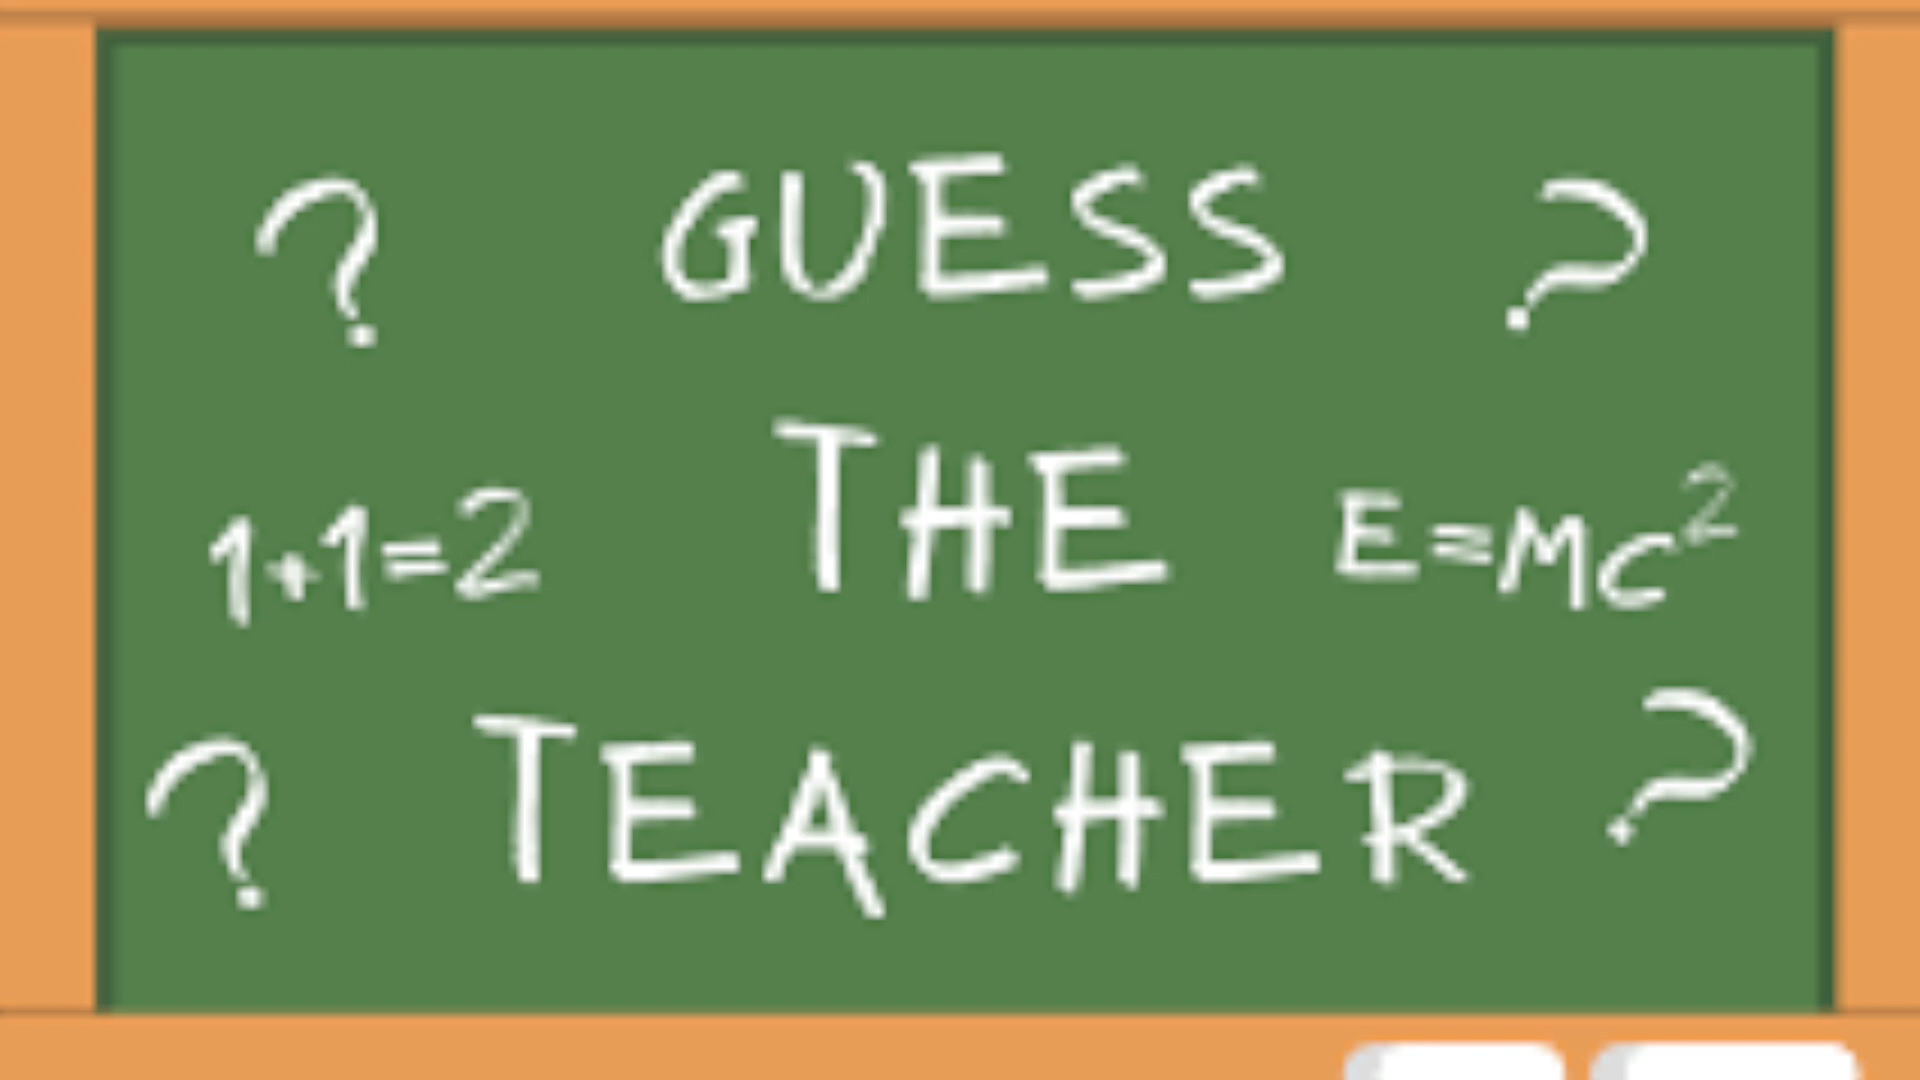 ? GUESS ?
1+1=2 THE E=MC²
? TEACHER ?